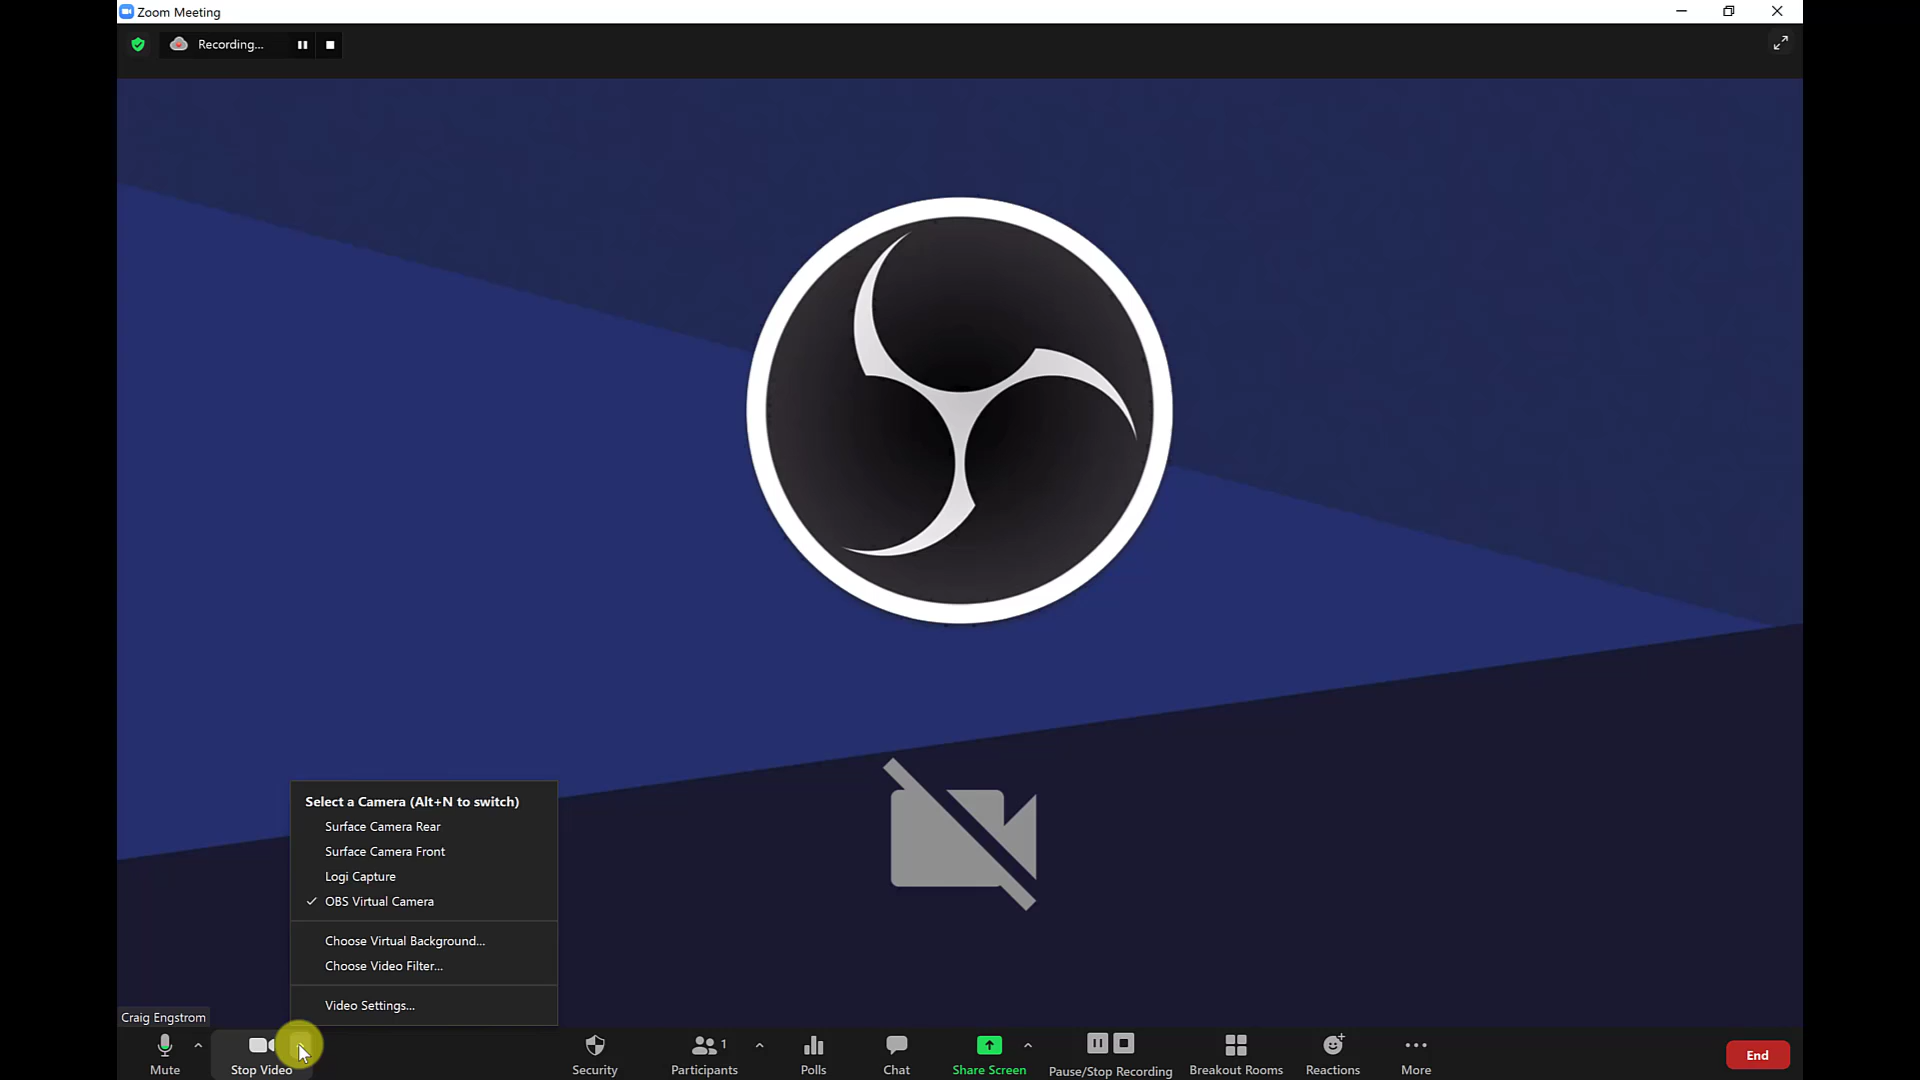 Zoom Meeting
Recording...
Select a Camera (Alt+N to switch)
Surface Camera Rear
Surface Camera Front
Logi Capture
OBS Virtual Camera
Choose Virtual Background...
Choose Video Filter...
Video Settings...
Craig Engstrom
Mute
Stop Video
Security
Participants
1
Polls
Chat
Share Screen
Pause/Stop Recording
Breakout Rooms
Reactions
More
End